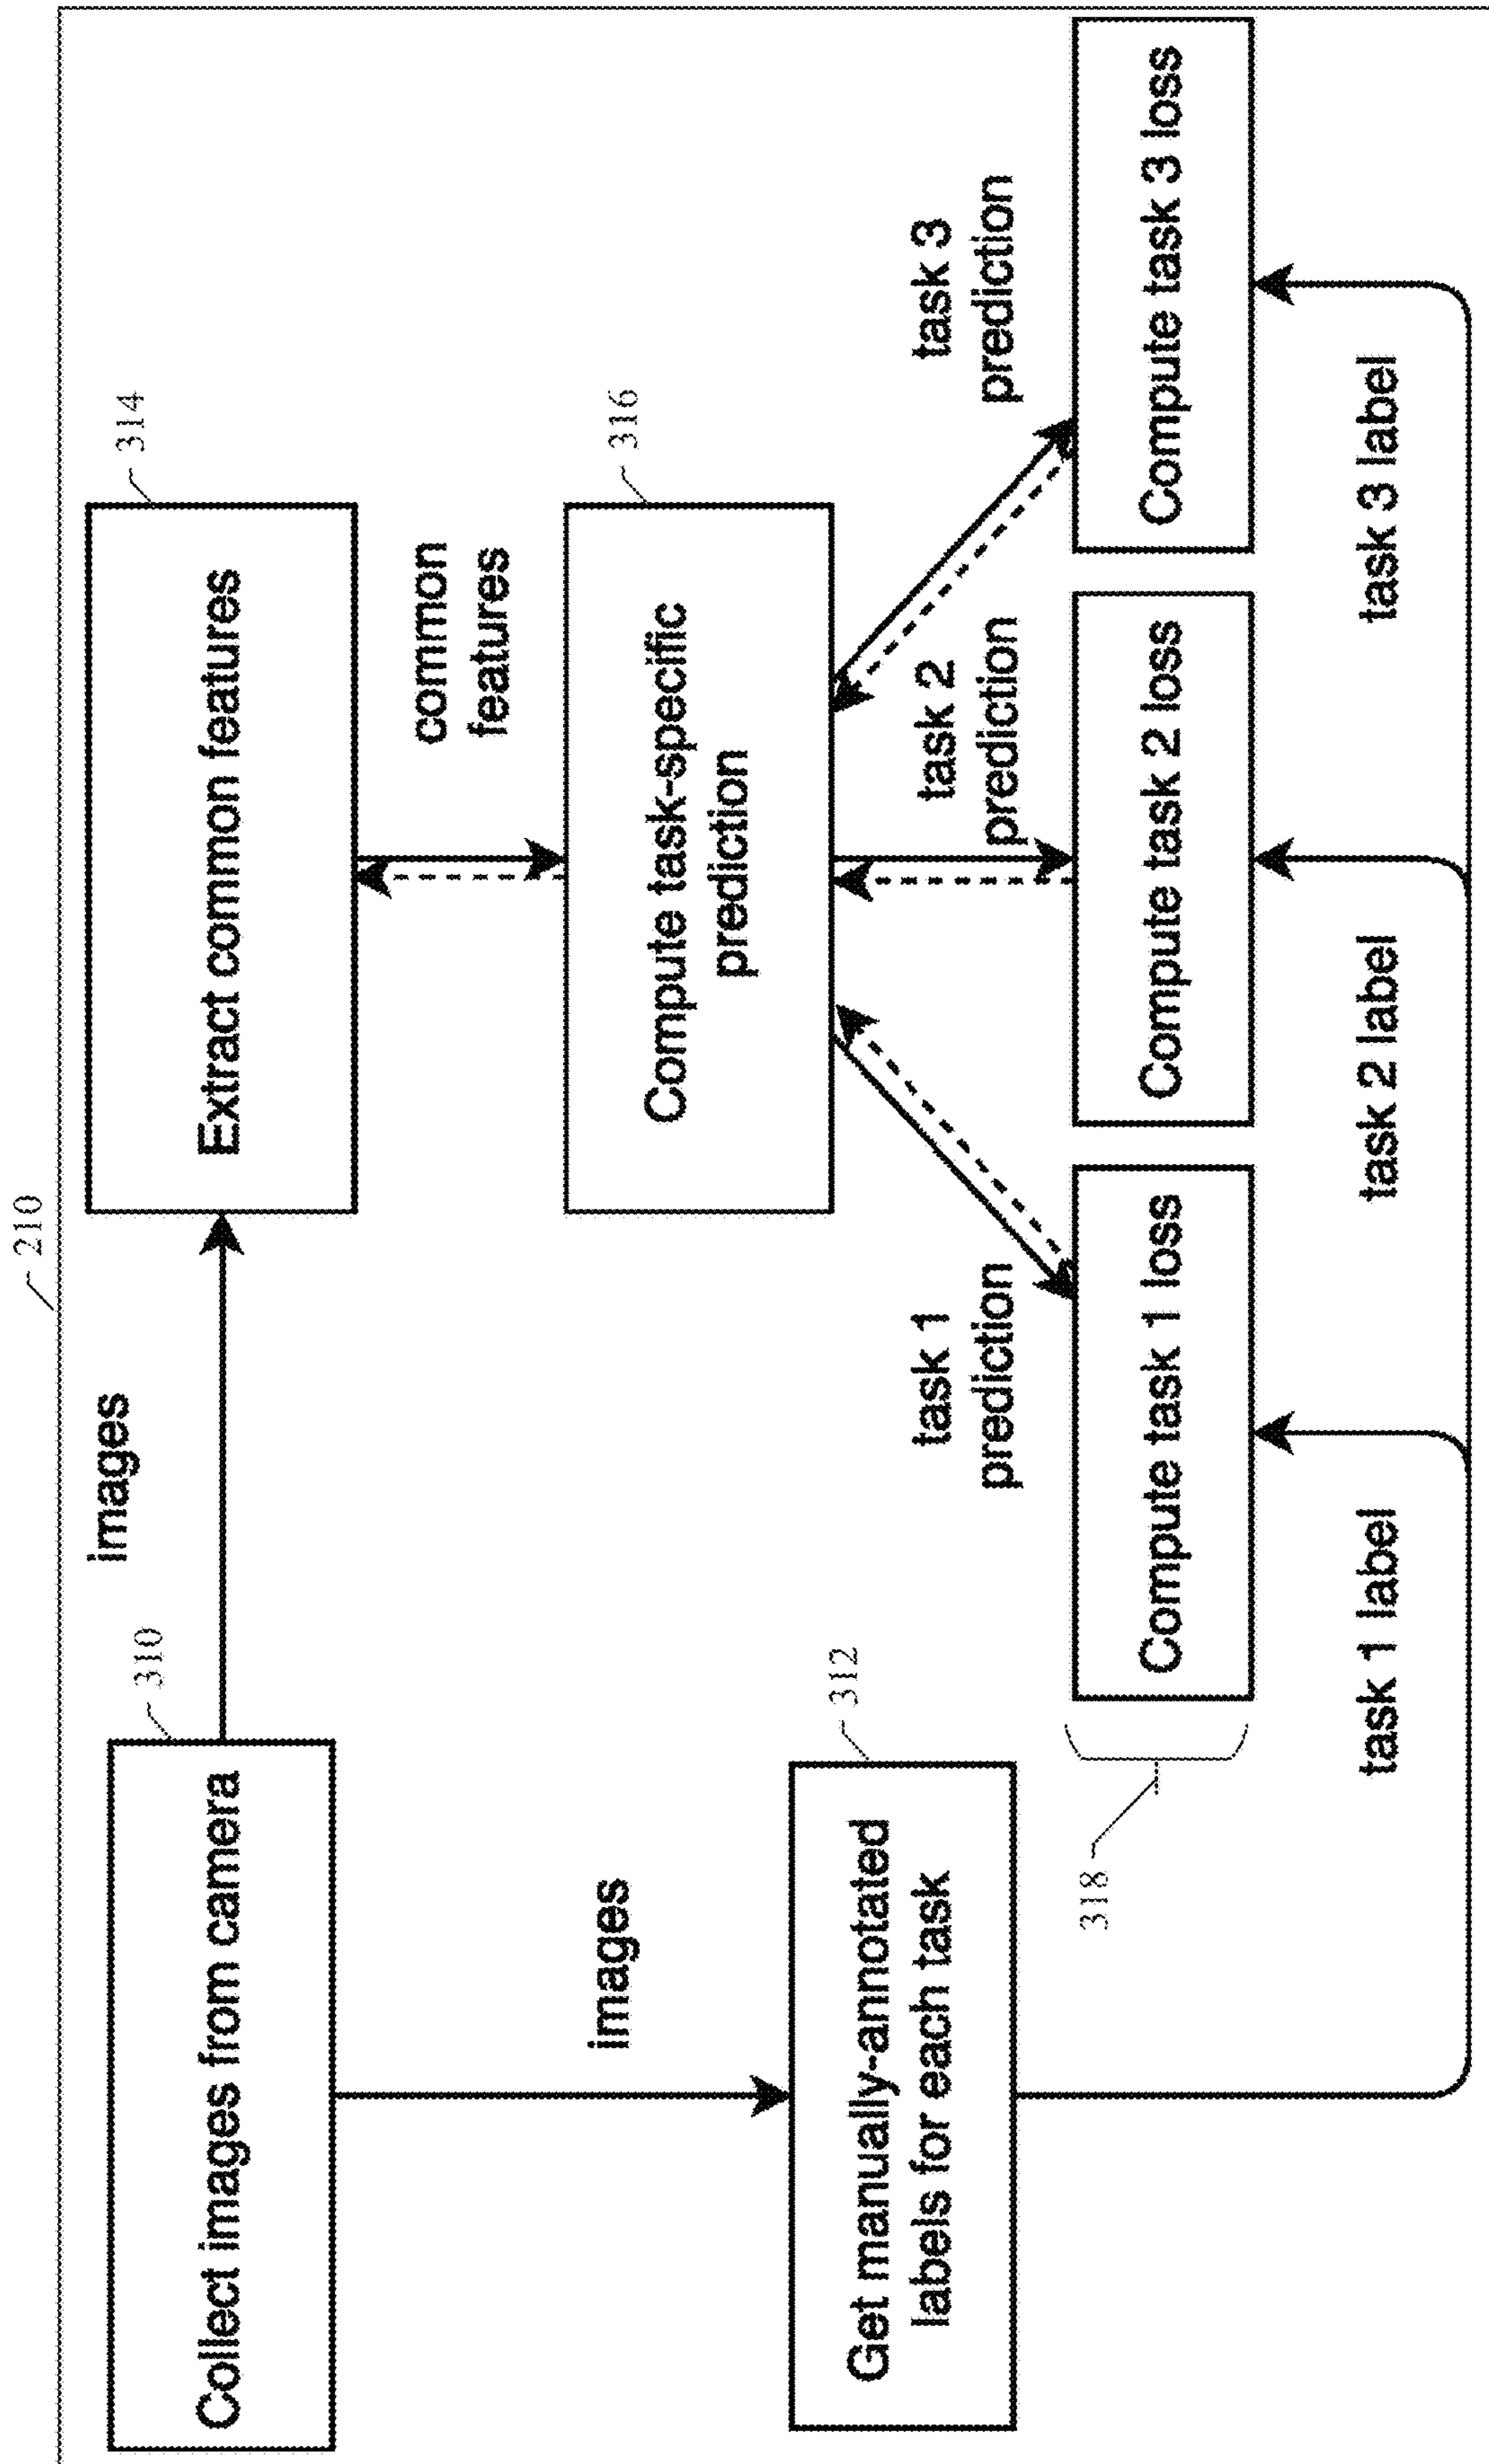 210
Collect images from camera
310
images
Extract common features
314
common
features
images
Compute task-specific
prediction
316
Get manually-annotated
labels for each task
312
task 1
prediction
task 2
prediction
task 3
prediction
318
Compute task 1 loss
Compute task 2 loss
Compute task 3 loss
task 1 label
task 2 label
task 3 label